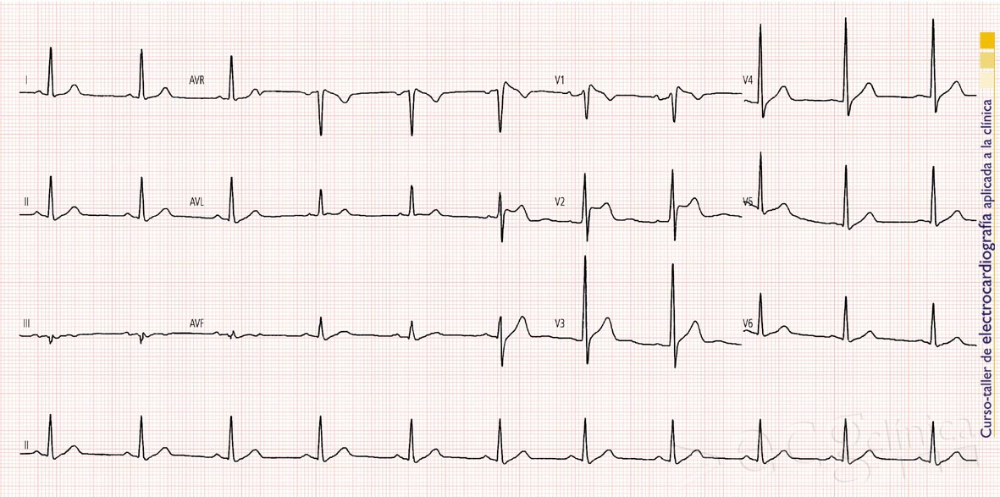 I
AVR
V1
V4
II
AVL
V2
V5
III
AVF
V3
V6
II
Curso-taller de electrocardiografía aplicada a la clínica